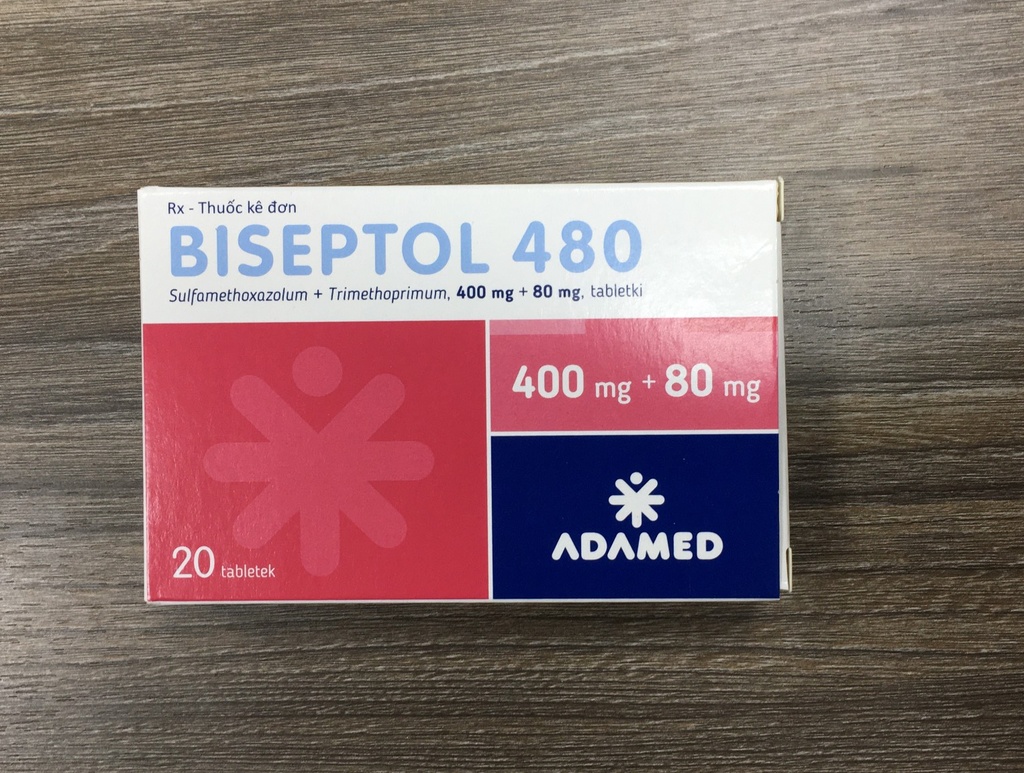 Rx - Thuốc kê đơn
BISEPTOL 480
Sulfamethoxazolum + Trimethoprimum, 400 mg + 80 mg, tabletki
400 mg + 80 mg
ADAMED
20 tabletek